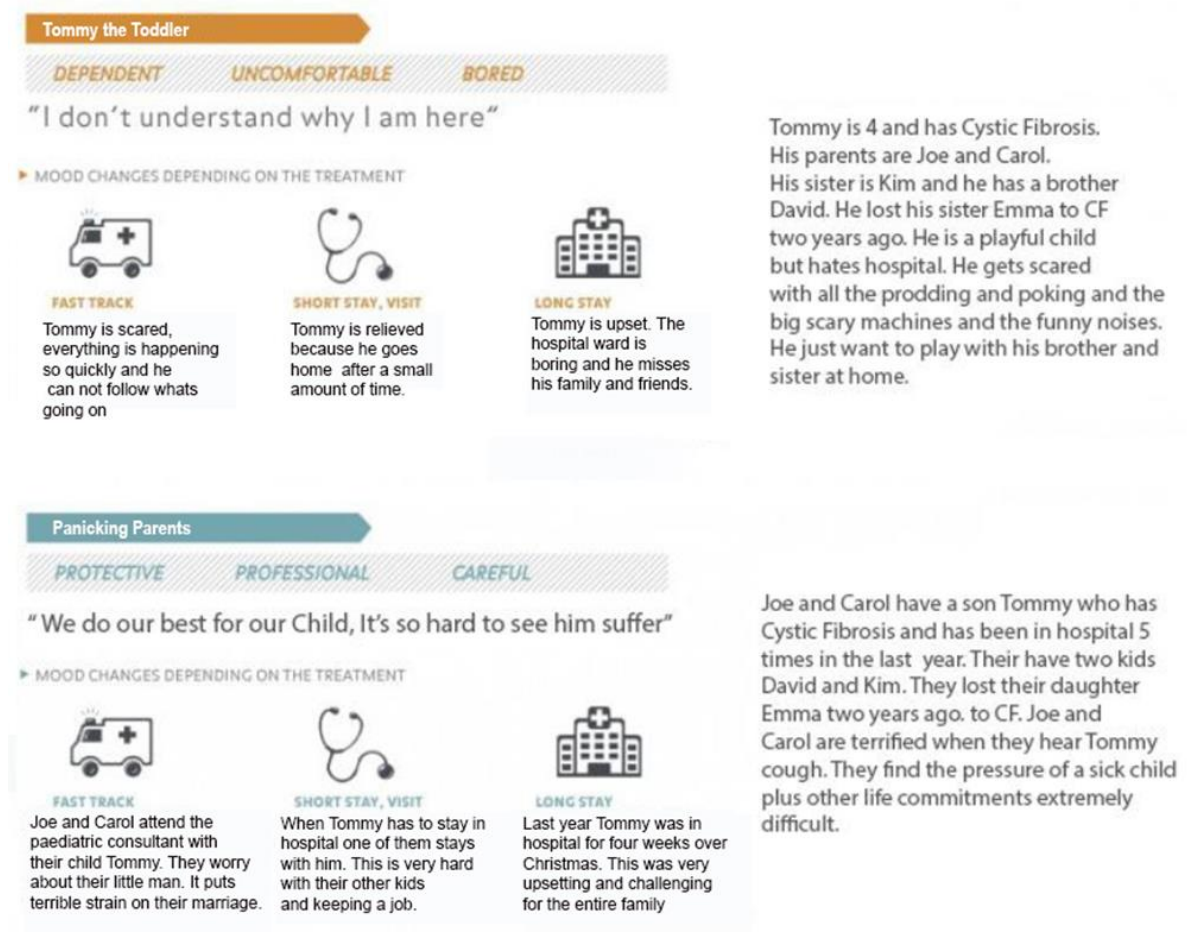 Tommy the Toddler
DEPENDENT UNCOMFORTABLE BORED
"I don't understand why I am here"
MOOD CHANGES DEPENDING ON THE TREATMENT
FAST TRACK
Tommy is scared,
everything is happening
so quickly and he
can not follow whats
going on
SHORT STAY, VISIT
Tommy is relieved
because he goes
home after a small
amount of time.
LONG STAY
Tommy is upset. The
hospital ward is
boring and he misses
his family and friends.
Tommy is 4 and has Cystic Fibrosis.
His parents are Joe and Carol.
His sister is Kim and he has a brother
David. He lost his sister Emma to CF
two years ago. He is a playful child
but hates hospital. He gets scared
with all the prodding and poking and the
big scary machines and the funny noises.
He just want to play with his brother and
sister at home.
Panicking Parents
PROTECTIVE PROFESSIONAL CAREFUL
"We do our best for our Child, It's so hard to see him suffer"
MOOD CHANGES DEPENDING ON THE TREATMENT
FAST TRACK
Joe and Carol attend the
paediatric consultant with
their child Tommy. They worry
about their little man. It puts
terrible strain on their marriage.
SHORT STAY, VISIT
When Tommy has to stay in
hospital one of them stays
with him. This is very hard
with their other kids
and keeping a job.
LONG STAY
Last year Tommy was in
hospital for four weeks over
Christmas. This was very
upsetting and challenging
for the entire family
Joe and Carol have a son Tommy who has
Cystic Fibrosis and has been in hospital 5
times in the last year. Their have two kids
David and Kim. They lost their daughter
Emma two years ago. to CF. Joe and
Carol are terrified when they hear Tommy
cough. They find the pressure of a sick child
plus other life commitments extremely
difficult.